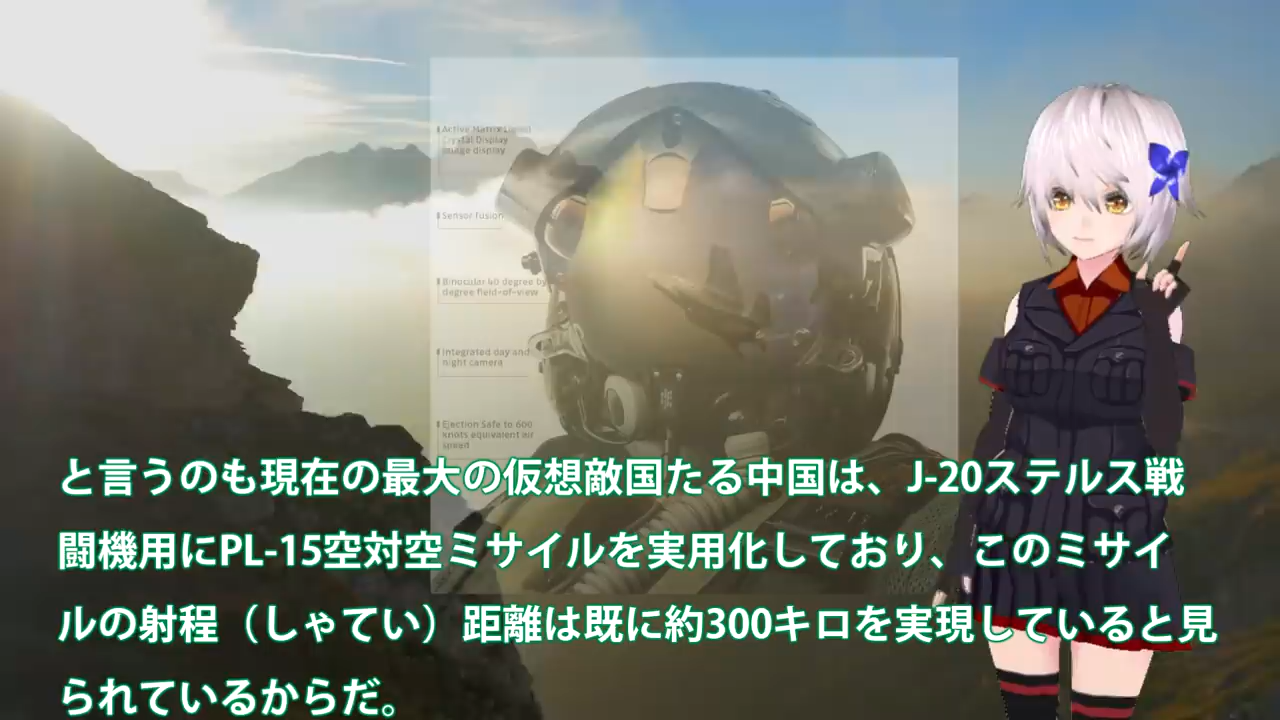 Active Matrix Liquid
Crystal Display
image display
Sensor fusion
Binocular 40 degree by
degree field-of-view
Integrated day and
night camera
Ejection Safe to 600
knots equivalent air
speed
と言うのも現在の最大の仮想敵国たる中国は、J-20ステルス戦
闘機用にPL-15空対空ミサイルを実用化しており、このミサイ
ルの射程（しゃてい）距離は既に約300キロを実現していると見
られているからだ。